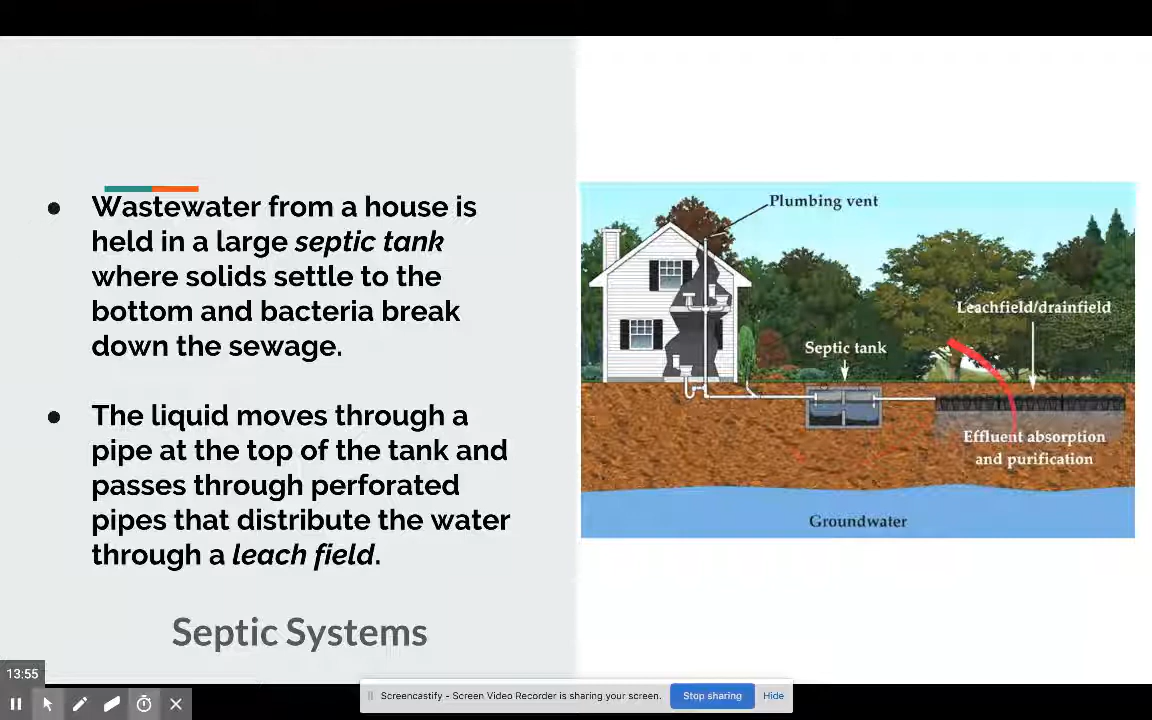 ● Wastewater from a house is
held in a large septic tank
where solids settle to the
bottom and bacteria break
down the sewage.
● The liquid moves through a
pipe at the top of the tank and
passes through perforated
pipes that distribute the water
through a leach field.
Septic Systems
Plumbing vent
Leachfield/drainfield
Septic tank
Effluent absorption
and purification
Groundwater
13:55
Screencastify - Screen Video Recorder is sharing your screen.
Stop sharing
Hide